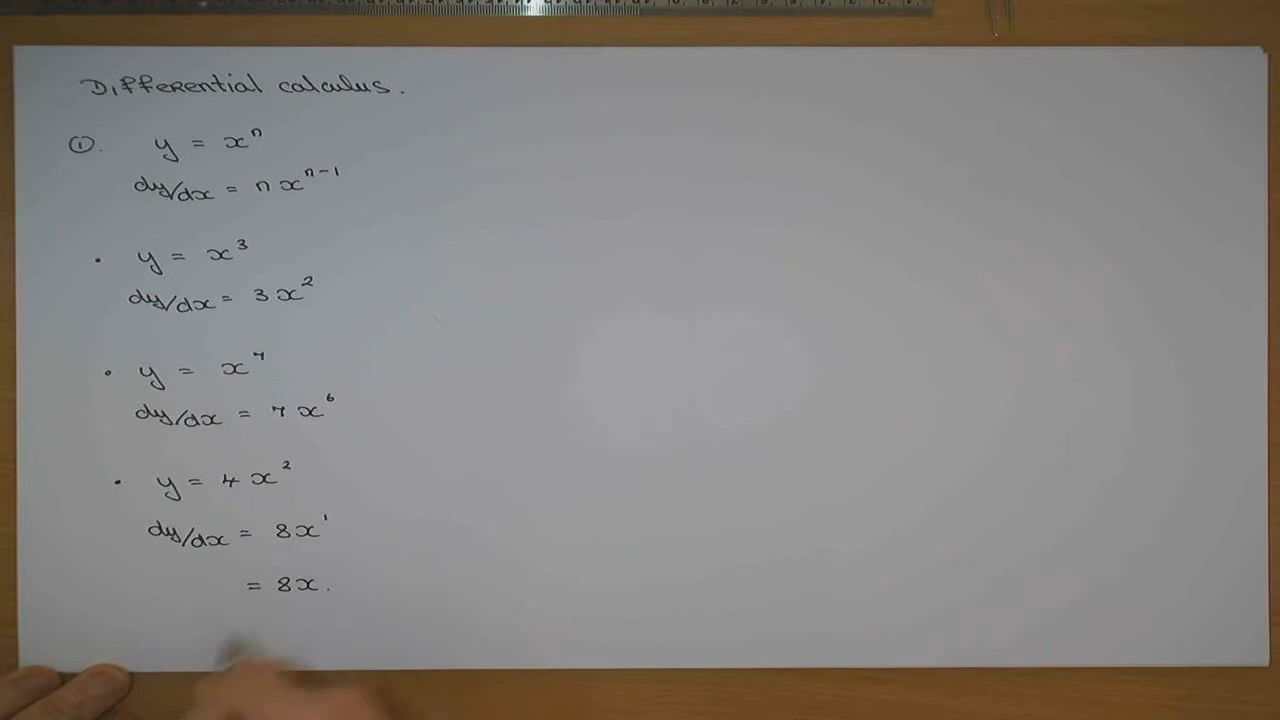 Differential calculus.
①. y = xⁿ
dy/dx = n xⁿ⁻¹
• y = x³
dy/dx = 3x²
• y = x⁷
dy/dx = 7x⁶
• y = 4x²
dy/dx = 8x¹
= 8x.